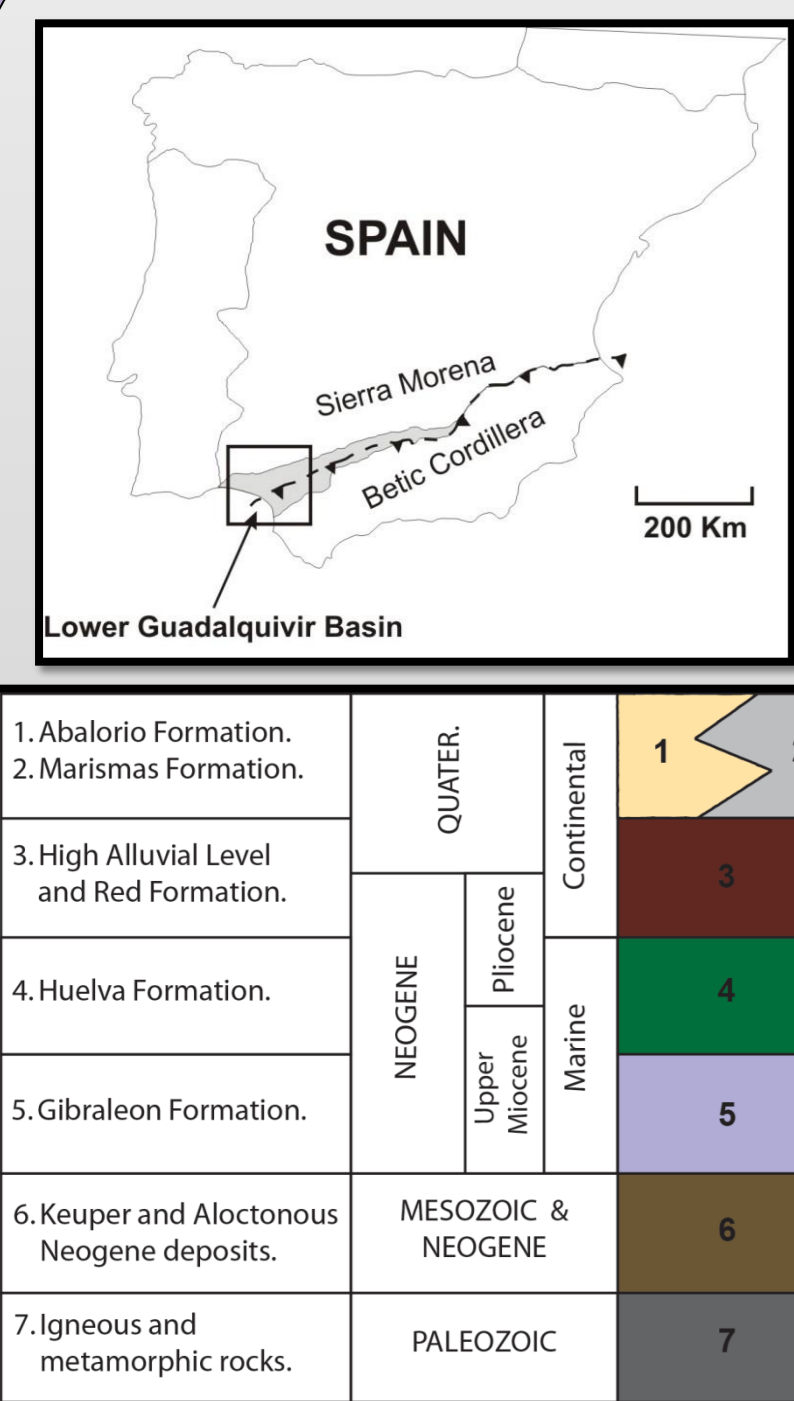 SPAIN
Sierra Morena
Betic Cordillera
200 Km
Lower Guadalquivir Basin
1. Abalorio Formation.
2. Marismas Formation.
QUATER.
Continental
1
3. High Alluvial Level
and Red Formation.
3
NEOGENE
Pliocene
4. Huelva Formation.
4
Upper
Miocene
Marine
5. Gibraleon Formation.
5
6. Keuper and Aloctonous
Neogene deposits.
MESOZOIC &
NEOGENE
6
7. Igneous and
metamorphic rocks.
PALEOZOIC
7